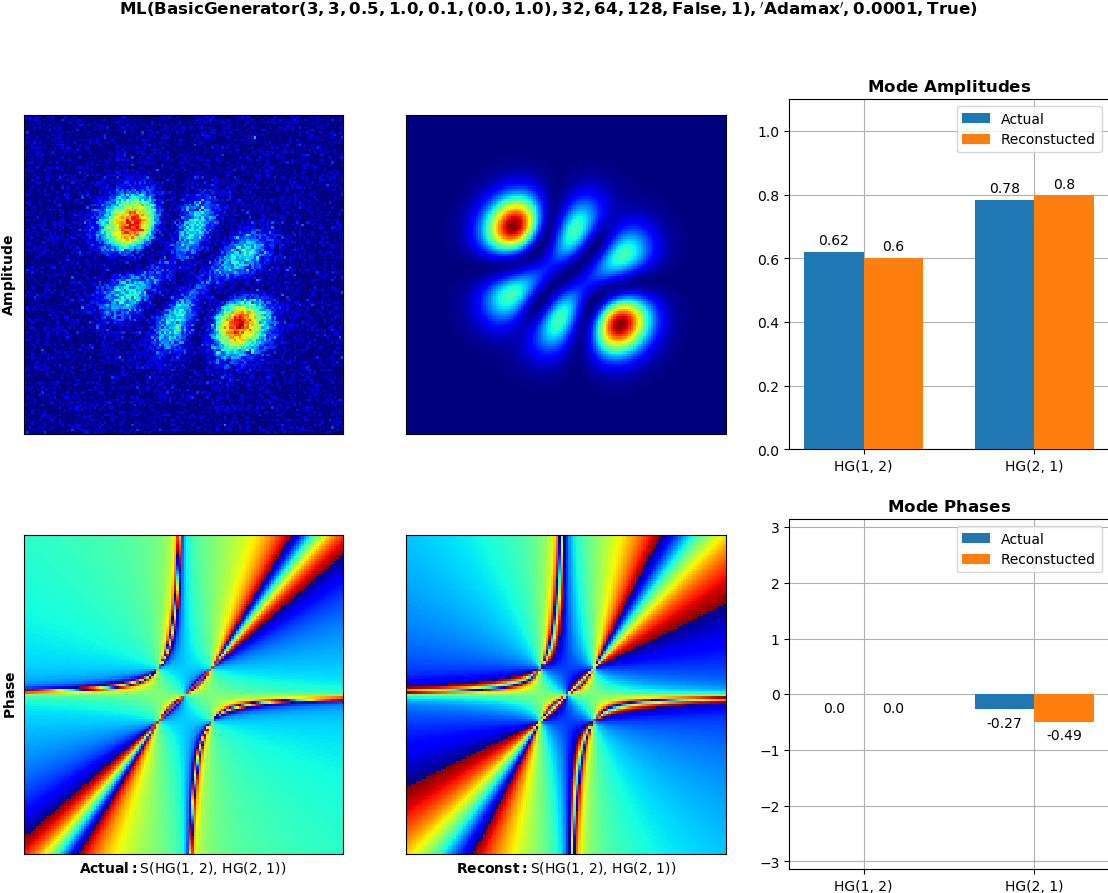 ML(BasicGenerator(3, 3, 0.5, 1.0, 0.1, (0.0, 1.0), 32, 64, 128, False, 1), ′Adamax′, 0.0001, True)
Amplitude
Mode Amplitudes
Actual
Reconstucted
1.0
0.8
0.6
0.4
0.2
0.0
0.62
0.6
0.78
0.8
HG(1, 2)
HG(2, 1)
Phase
Actual: S(HG(1, 2), HG(2, 1))
Reconst: S(HG(1, 2), HG(2, 1))
Mode Phases
Actual
Reconstucted
3
2
1
0
−1
−2
−3
0.0
0.0
-0.27
-0.49
HG(1, 2)
HG(2, 1)